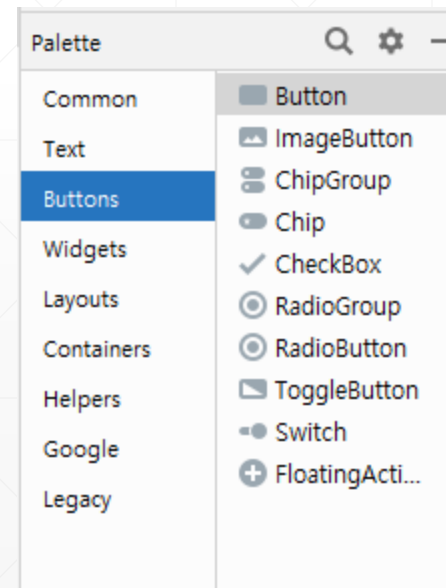 Palette
Common
Text
Buttons
Widgets
Layouts
Containers
Helpers
Google
Legacy
Button
ImageButton
ChipGroup
Chip
CheckBox
RadioGroup
RadioButton
ToggleButton
Switch
FloatingActi...